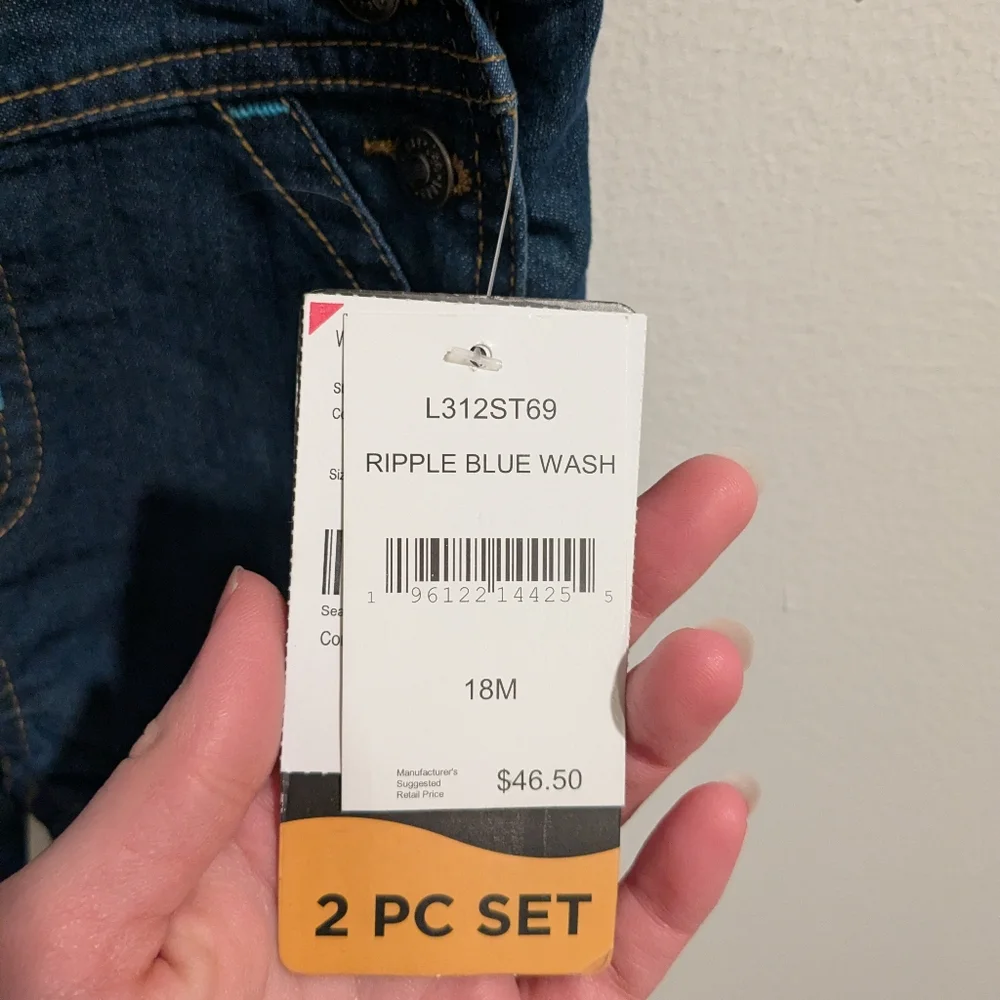 L312ST69
RIPPLE BLUE WASH
1 96122 14425 5
18M
Manufacturer's
Suggested
Retail Price
$46.50
2 PC SET